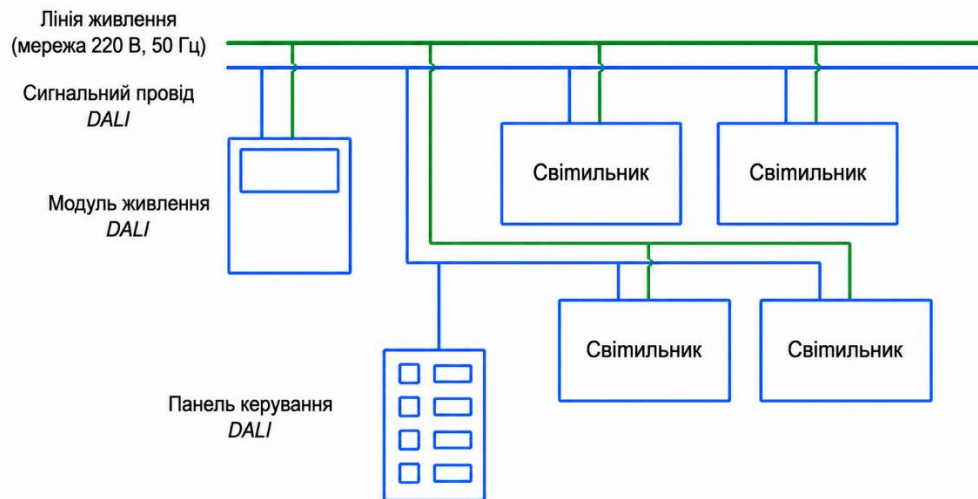 Лінія живлення
(мережа 220 В, 50 Гц)
Сигнальний провід
DALI
Модуль живлення
DALI
Світильник
Світильник
Світильник
Світильник
Панель керування
DALI